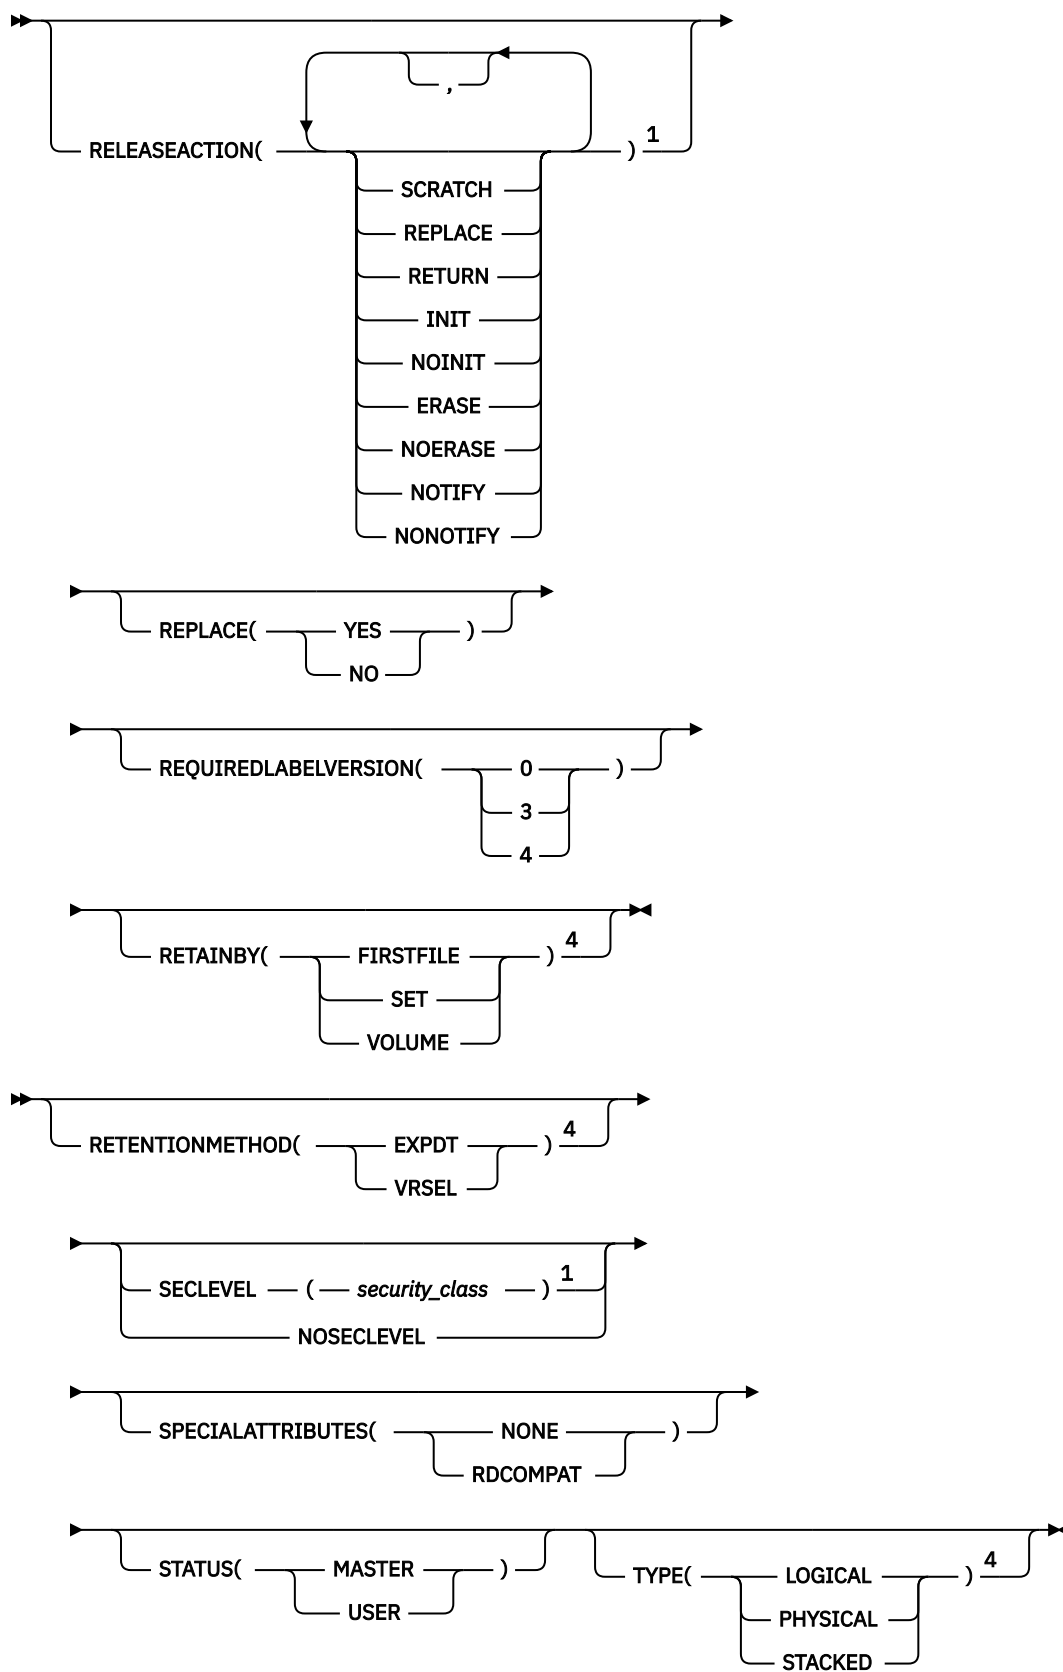 ,
RELEASEACTION( ) 1
SCRATCH
REPLACE
RETURN
INIT
NOINIT
ERASE
NOERASE
NOTIFY
NONOTIFY
REPLACE( YES )
NO
REQUIREDLABELVERSION( 0 )
3
4
RETAINBY( FIRSTFILE ) 4
SET
VOLUME
RETENTIONMETHOD( EXPDT ) 4
VRSEL
SECLEVEL ( security_class ) 1
NOSECLEVEL
SPECIALATTRIBUTES( NONE )
RDCOMPAT
STATUS( MASTER )
USER
TYPE( LOGICAL ) 4
PHYSICAL
STACKED